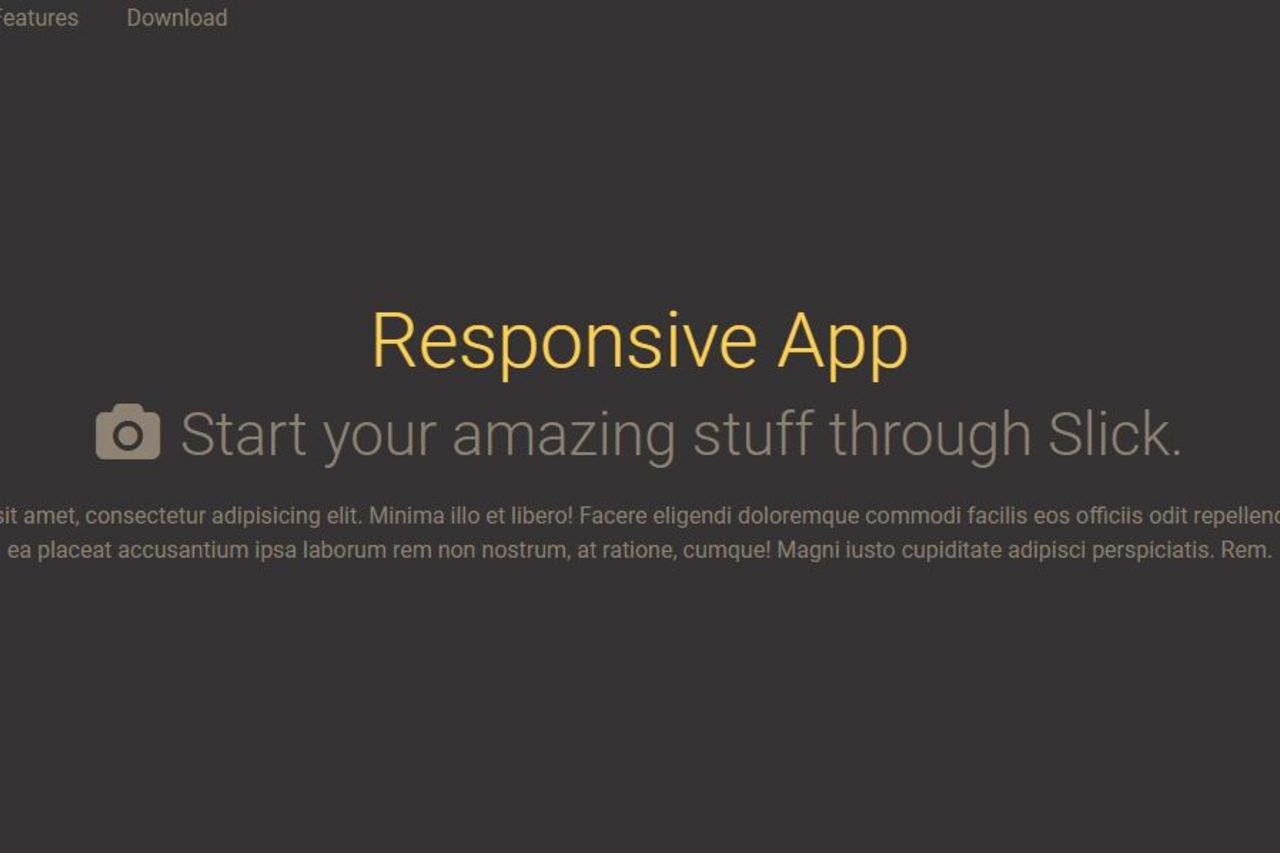 Features Download
Responsive App
Start your amazing stuff through Slick.
sit amet, consectetur adipisicing elit. Minima illo et libero! Facere eligendi doloremque commodi facilis eos officiis odit
ea placeat accusantium ipsa laborum rem non nostrum, at ratione, cumque! Magni iusto cupiditate adipisci perspiciatis. Rem.